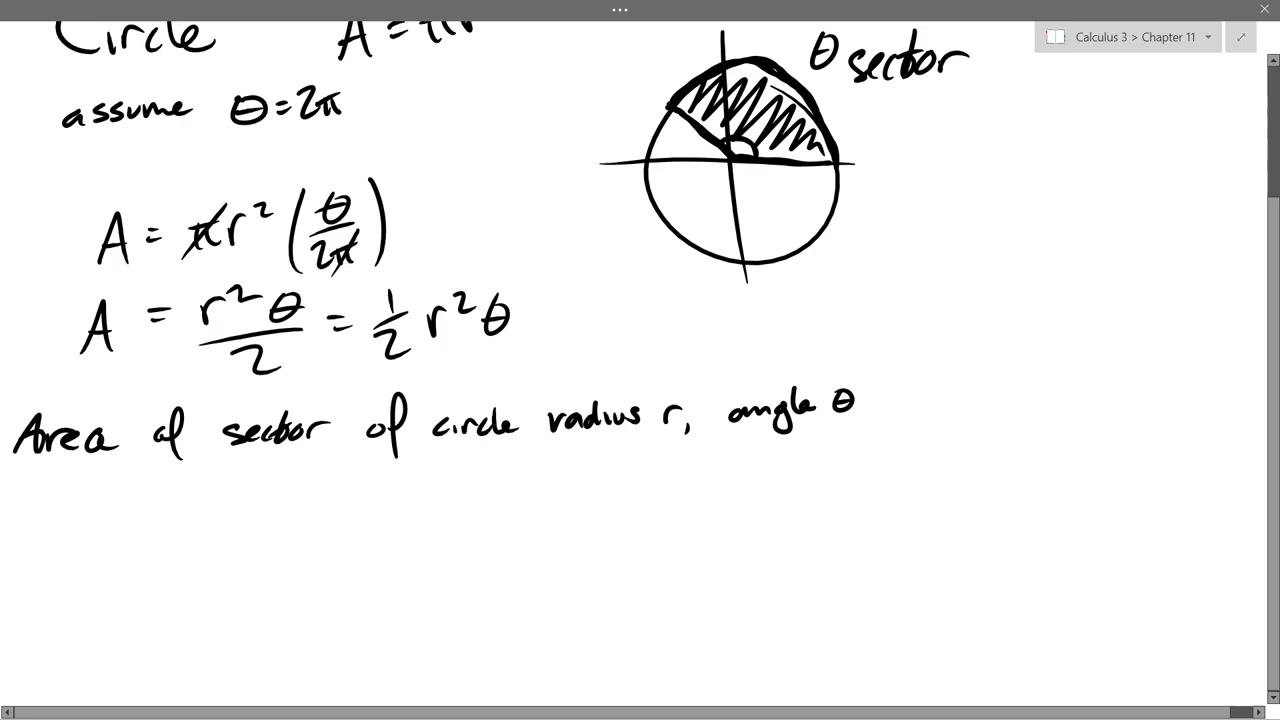 ...
Calculus 3 > Chapter 11
Circle A = πr
θ sector
assume θ = 2π
A = πr² (θ/2π)
A = r²θ/2 = 1/2 r²θ
Area of sector of circle radius r, angle θ